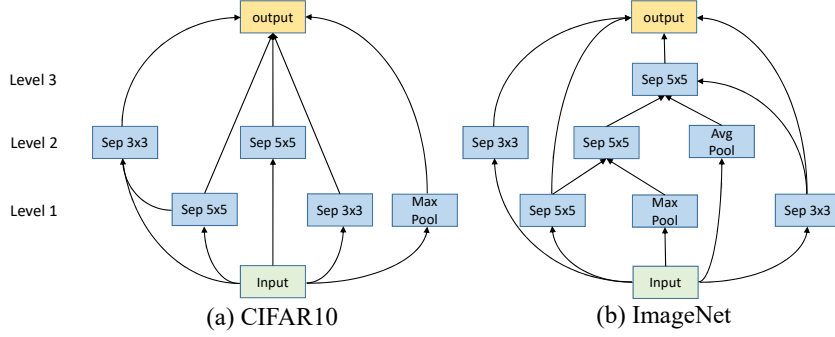 output
output
Level 3
Sep 5x5
Level 2
Sep 3x3
Sep 5x5
Sep 3x3
Sep 5x5
Avg
Pool
Level 1
Sep 5x5
Sep 3x3
Max
Pool
Sep 5x5
Max
Pool
Sep 3x3
Input
Input
(a) CIFAR10
(b) ImageNet